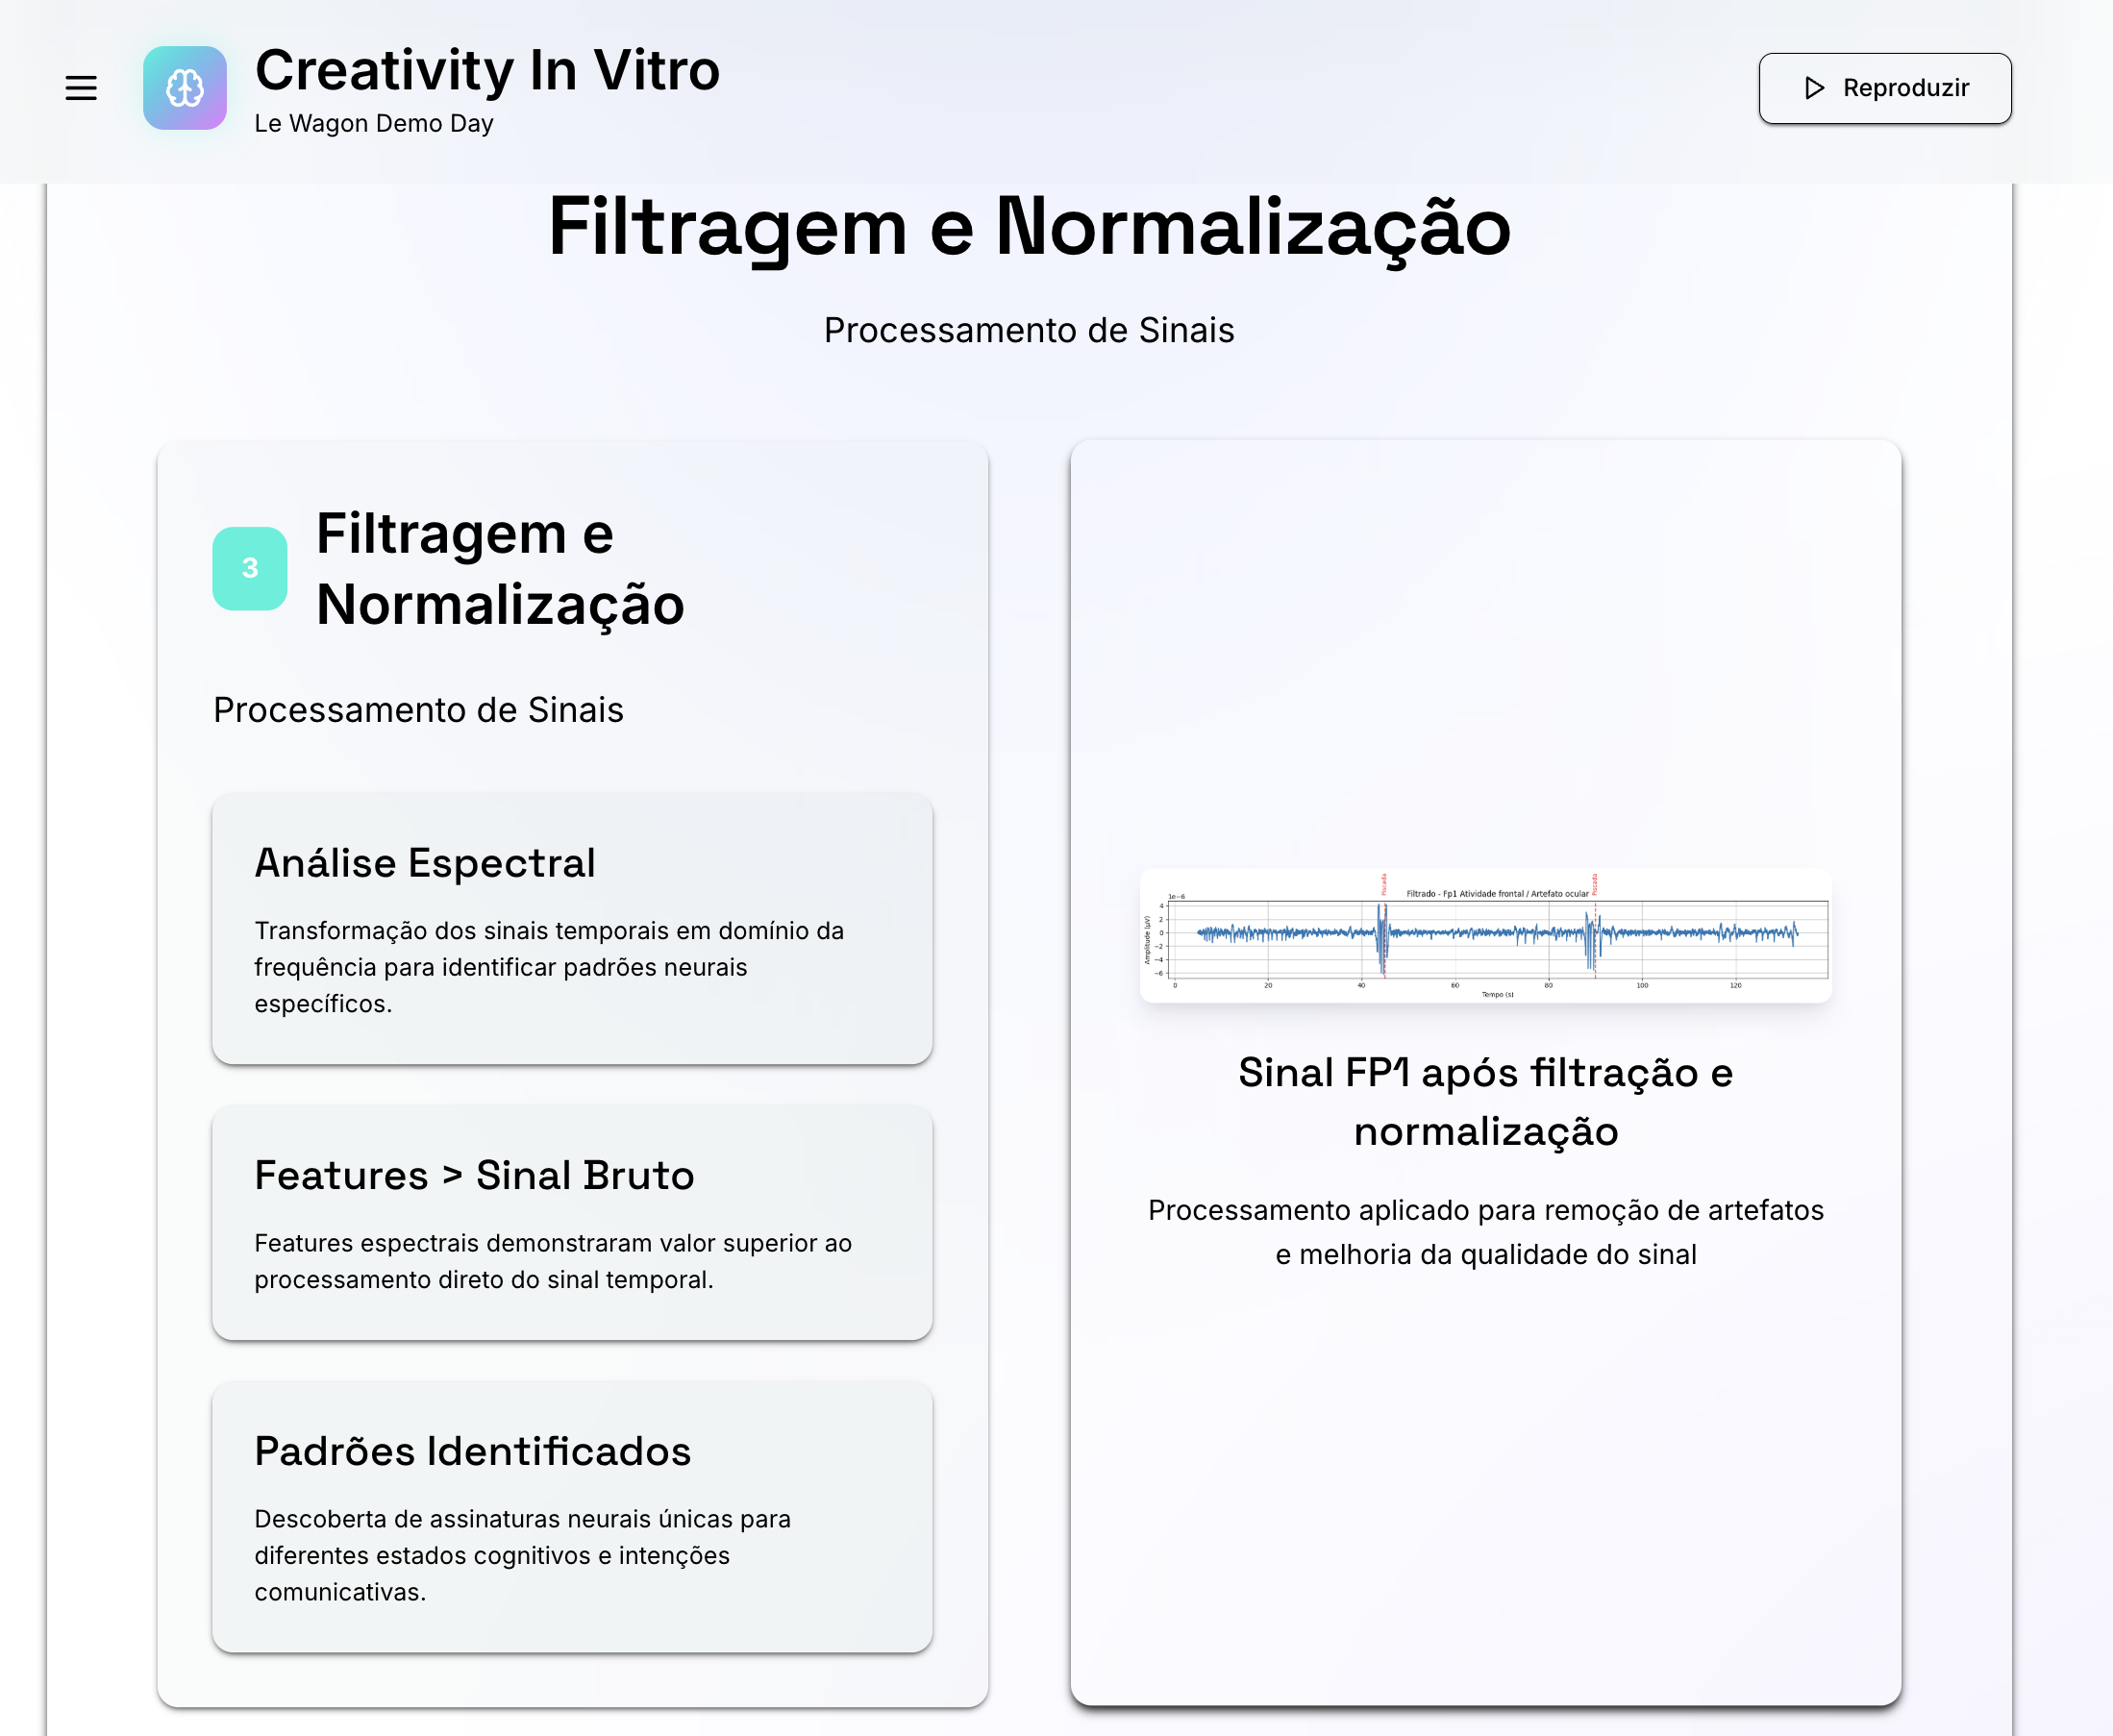 Creativity In Vitro
Le Wagon Demo Day
Reproduzir
Filtragem e Normalização
Processamento de Sinais
3
Filtragem e
Normalização
Processamento de Sinais
Análise Espectral
Transformação dos sinais temporais em domínio da
frequência para identificar padrões neurais
específicos.
Features > Sinal Bruto
Features espectrais demonstraram valor superior ao
processamento direto do sinal temporal.
Padrões Identificados
Descoberta de assinaturas neurais únicas para
diferentes estados cognitivos e intenções
comunicativas.
Piscada
Piscada
Filtrado - Fp1 Atividade frontal / Artefato ocular
1e−6
Amplitude (µV)
4
2
0
−2
−4
−6
0 20 40 60 80 100 120
Tempo (s)
Sinal FP1 após filtração e
normalização
Processamento aplicado para remoção de artefatos
e melhoria da qualidade do sinal